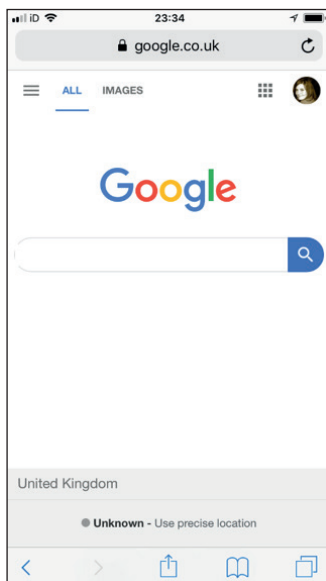 iD 23:34
google.co.uk
ALL IMAGES
Google
United Kingdom
Unknown - Use precise location